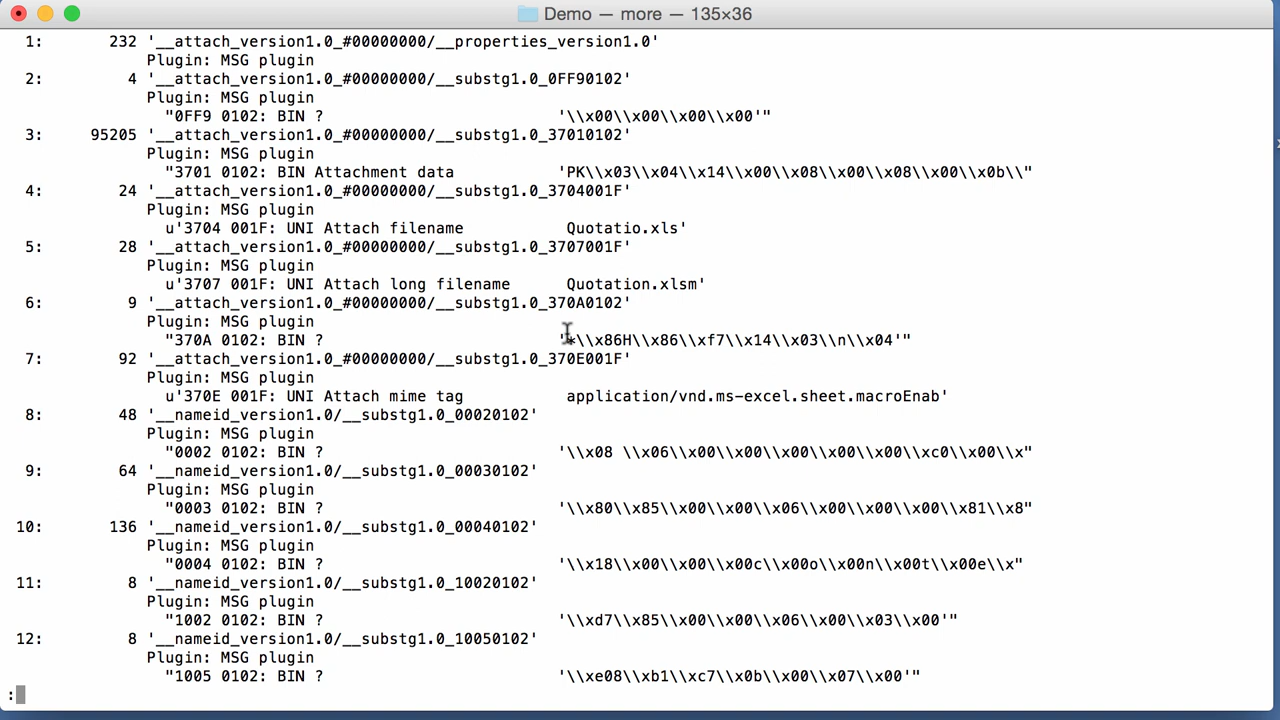 Demo — more — 135×36
1: 232 '__attach_version1.0_#00000000/__properties_version1.0'
Plugin: MSG plugin
2: 4 '__attach_version1.0_#00000000/__substg1.0_0FF90102'
Plugin: MSG plugin
"0FF9 0102: BIN ? '\\x00\\x00\\x00\\x00'"
3: 95205 '__attach_version1.0_#00000000/__substg1.0_37010102'
Plugin: MSG plugin
"3701 0102: BIN Attachment data 'PK\\x03\\x04\\x14\\x00\\x08\\x00\\x08\\x00\\x0b\\"
4: 24 '__attach_version1.0_#00000000/__substg1.0_3704001F'
Plugin: MSG plugin
u'3704 001F: UNI Attach filename Quotatio.xls'
5: 28 '__attach_version1.0_#00000000/__substg1.0_3707001F'
Plugin: MSG plugin
u'3707 001F: UNI Attach long filename Quotation.xlsm'
6: 9 '__attach_version1.0_#00000000/__substg1.0_370A0102'
Plugin: MSG plugin
"370A 0102: BIN ? '*\\x86H\\x86\\xf7\\x14\\x03\\n\\x04'"
7: 92 '__attach_version1.0_#00000000/__substg1.0_370E001F'
Plugin: MSG plugin
u'370E 001F: UNI Attach mime tag application/vnd.ms-excel.sheet.macroEnab'
8: 48 '__nameid_version1.0/__substg1.0_00020102'
Plugin: MSG plugin
"0002 0102: BIN ? '\\x08 \\x06\\x00\\x00\\x00\\x00\\x00\\xc0\\x00\\x"
9: 64 '__nameid_version1.0/__substg1.0_00030102'
Plugin: MSG plugin
"0003 0102: BIN ? '\\x80\\x85\\x00\\x00\\x06\\x00\\x00\\x00\\x81\\x8"
10: 136 '__nameid_version1.0/__substg1.0_00040102'
Plugin: MSG plugin
"0004 0102: BIN ? '\\x18\\x00\\x00\\x00c\\x00o\\x00n\\x00t\\x00e\\x"
11: 8 '__nameid_version1.0/__substg1.0_10020102'
Plugin: MSG plugin
"1002 0102: BIN ? '\\xd7\\x85\\x00\\x00\\x06\\x00\\x03\\x00'"
12: 8 '__nameid_version1.0/__substg1.0_10050102'
Plugin: MSG plugin
"1005 0102: BIN ? '\\xe08\\xb1\\xc7\\x0b\\x00\\x07\\x00'"
: